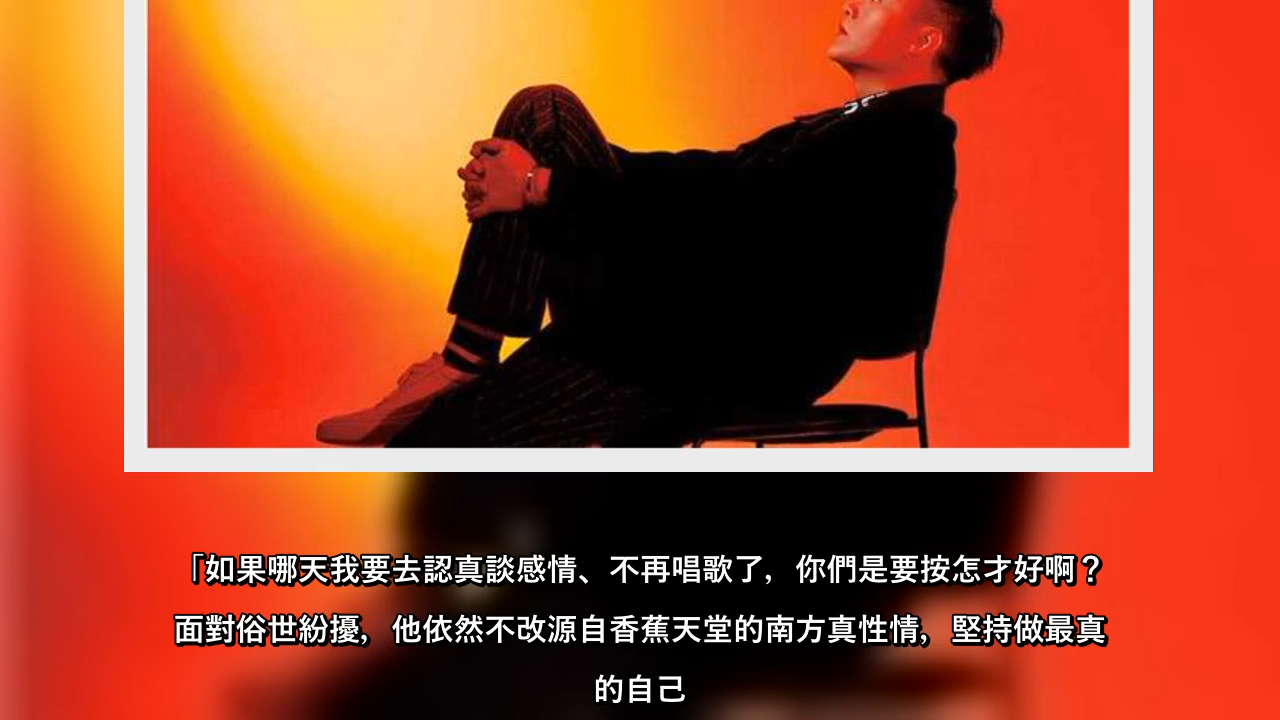 「如果哪天我要去認真談感情、不再唱歌了，你們是要按怎才好啊？
面對俗世紛擾，他依然不改源自香蕉天堂的南方真性情，堅持做最真
的自己